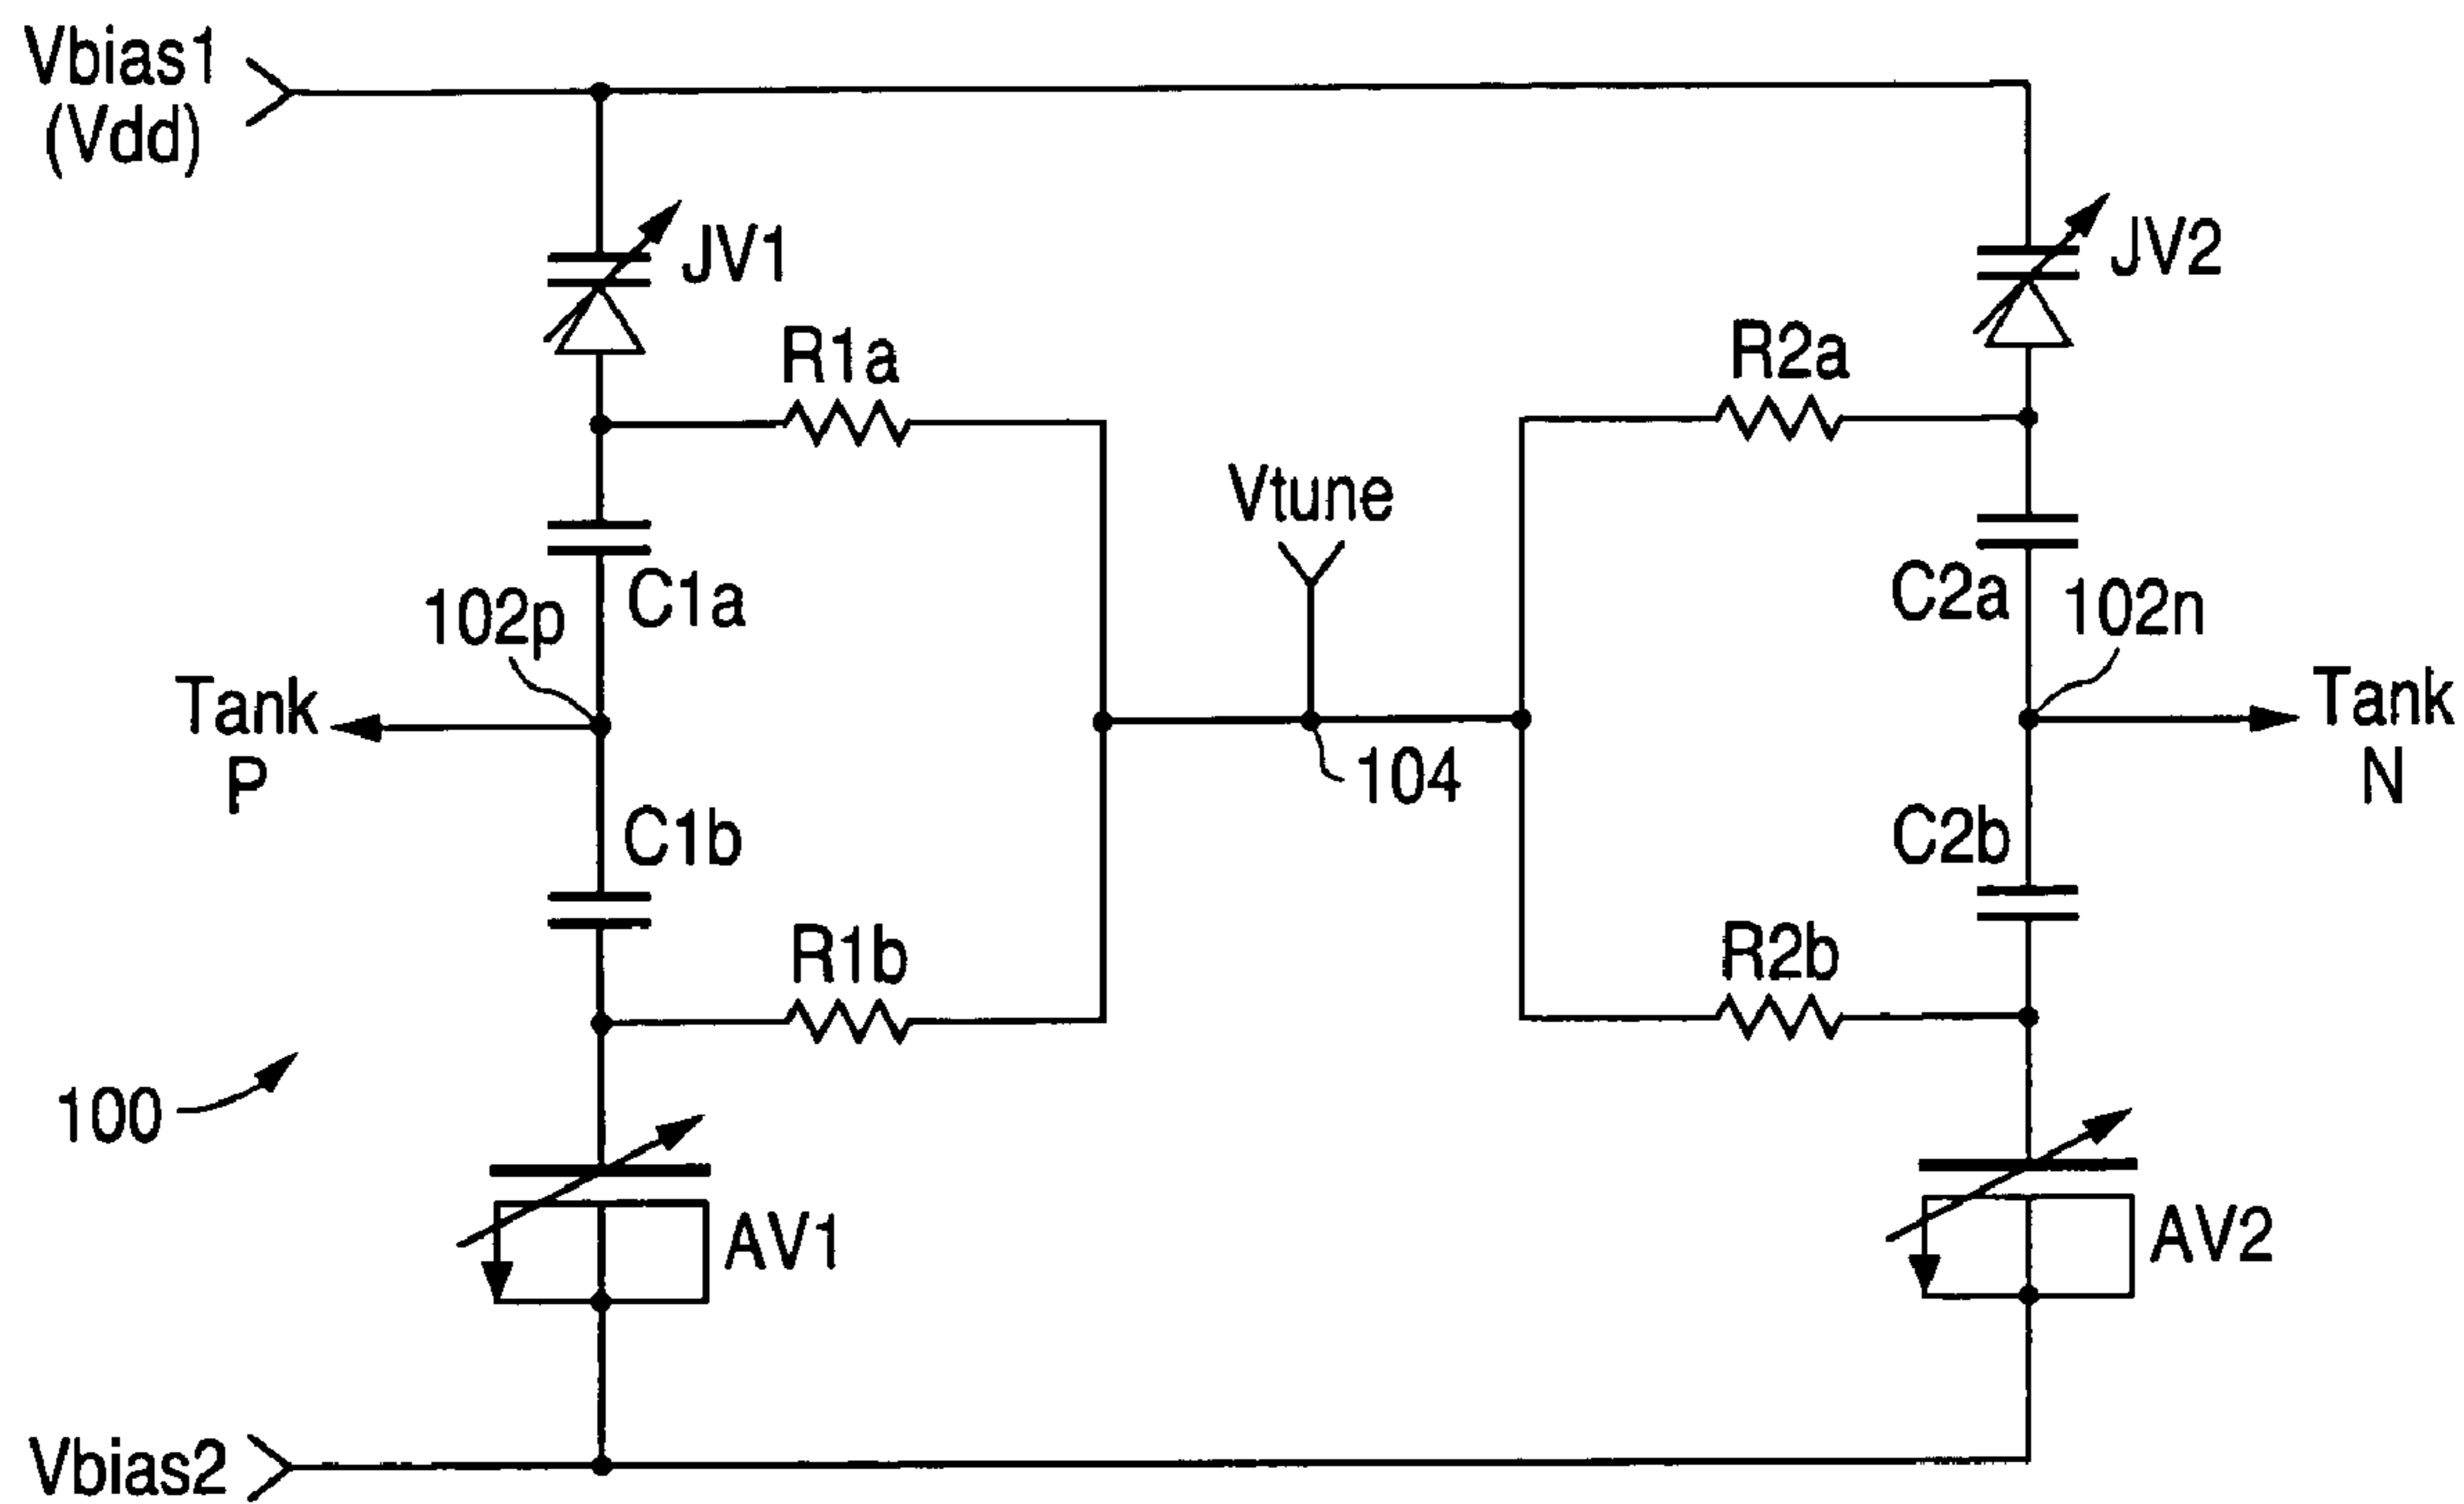 Vbias1
(Vdd)
JV1
JV2
R1a
R2a
Vtune
C1a
C2a
102p
102n
Tank
P
Tank
N
104
C1b
C2b
R1b
R2b
100
AV1
AV2
Vbias2